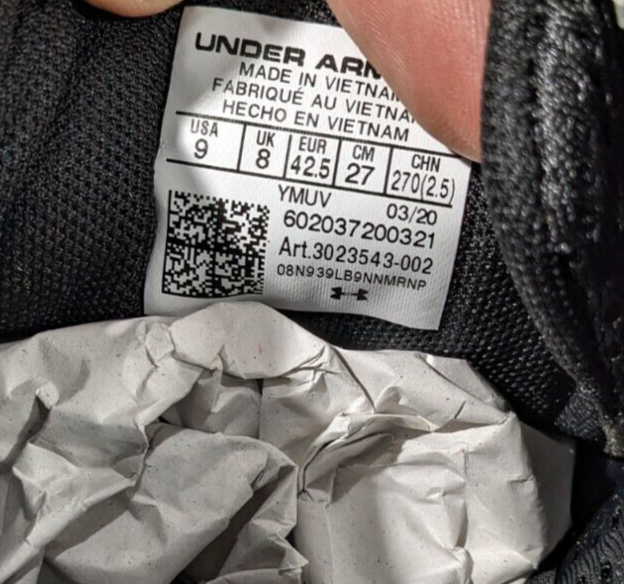 UNDER ARM
MADE IN VIETNAM
FABRIQUÉ AU VIETNA
HECHO EN VIETNAM
USA UK EUR CM CHN
9 8 42.5 27 270(2.5)
YMUV 03/20
602037200321
Art.3023543-002
08N939LB9NNMRNP